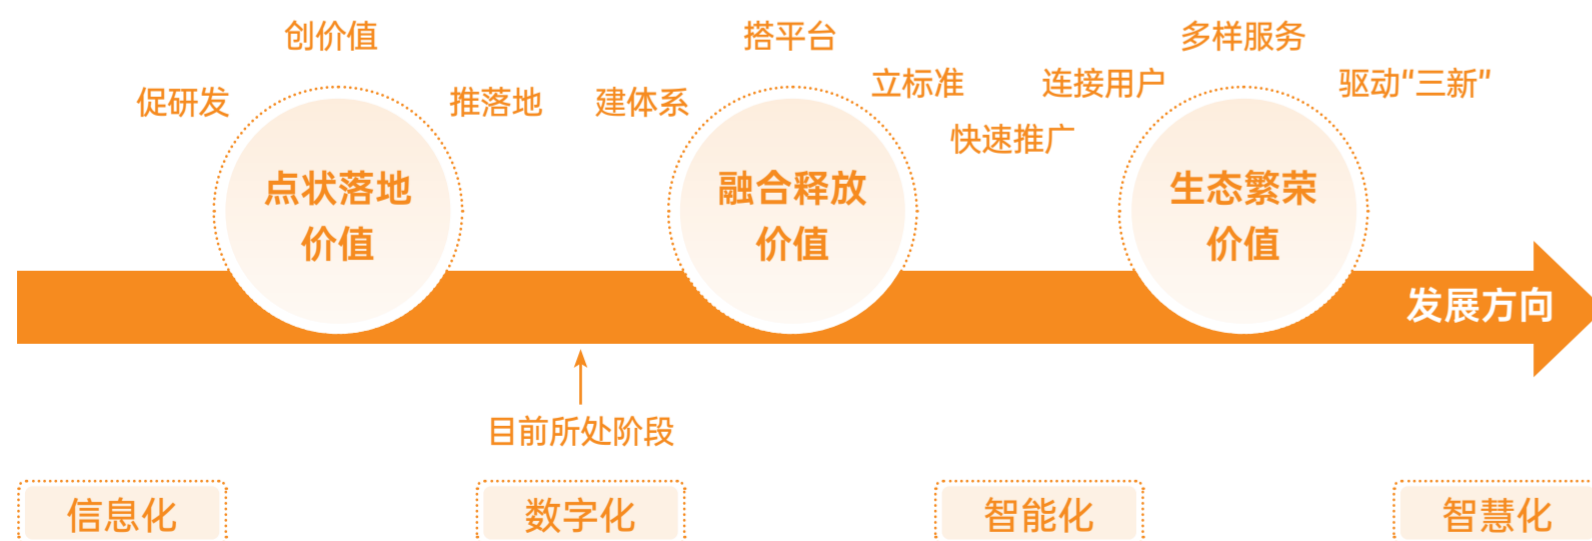 创价值
促研发
推落地
点状落地
价值
搭平台
建体系
立标准
快速推广
融合释放
价值
多样服务
连接用户
驱动“三新”
生态繁荣
价值
发展方向
目前所处阶段
信息化
数字化
智能化
智慧化